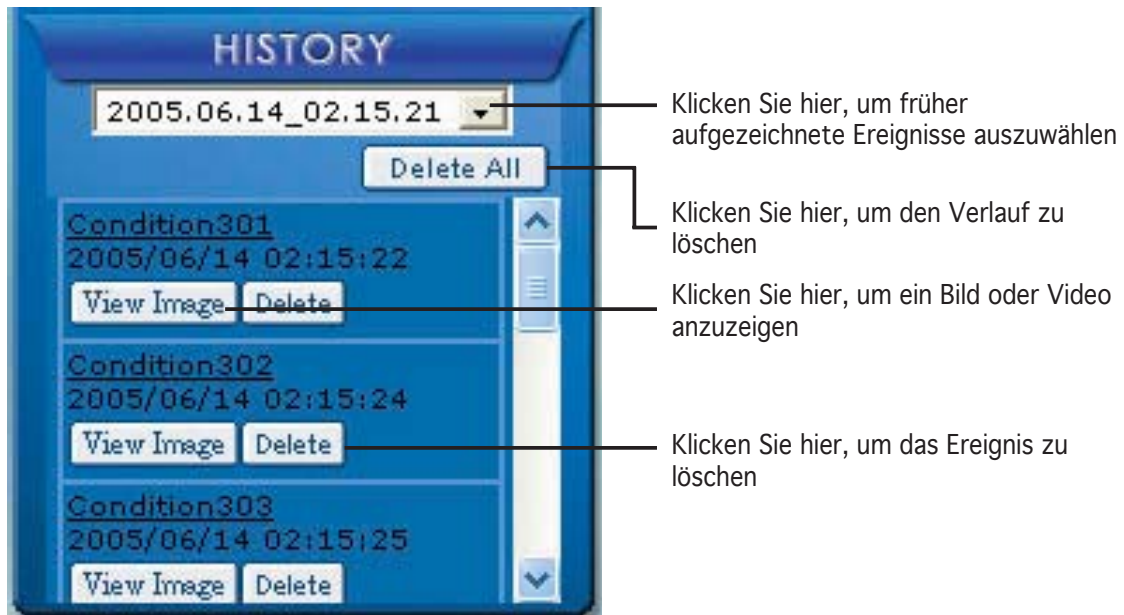 HISTORY
2005.06.14_02.15.21
Klicken Sie hier, um früher
aufgezeichnete Ereignisse auszuwählen
Delete All
Klicken Sie hier, um den Verlauf zu
löschen
Condition301
2005/06/14 02:15:22
View Image Delete
Klicken Sie hier, um ein Bild oder Video
anzuzeigen
Condition302
2005/06/14 02:15:24
View Image Delete
Klicken Sie hier, um das Ereignis zu
löschen
Condition303
2005/06/14 02:15:25
View Image Delete